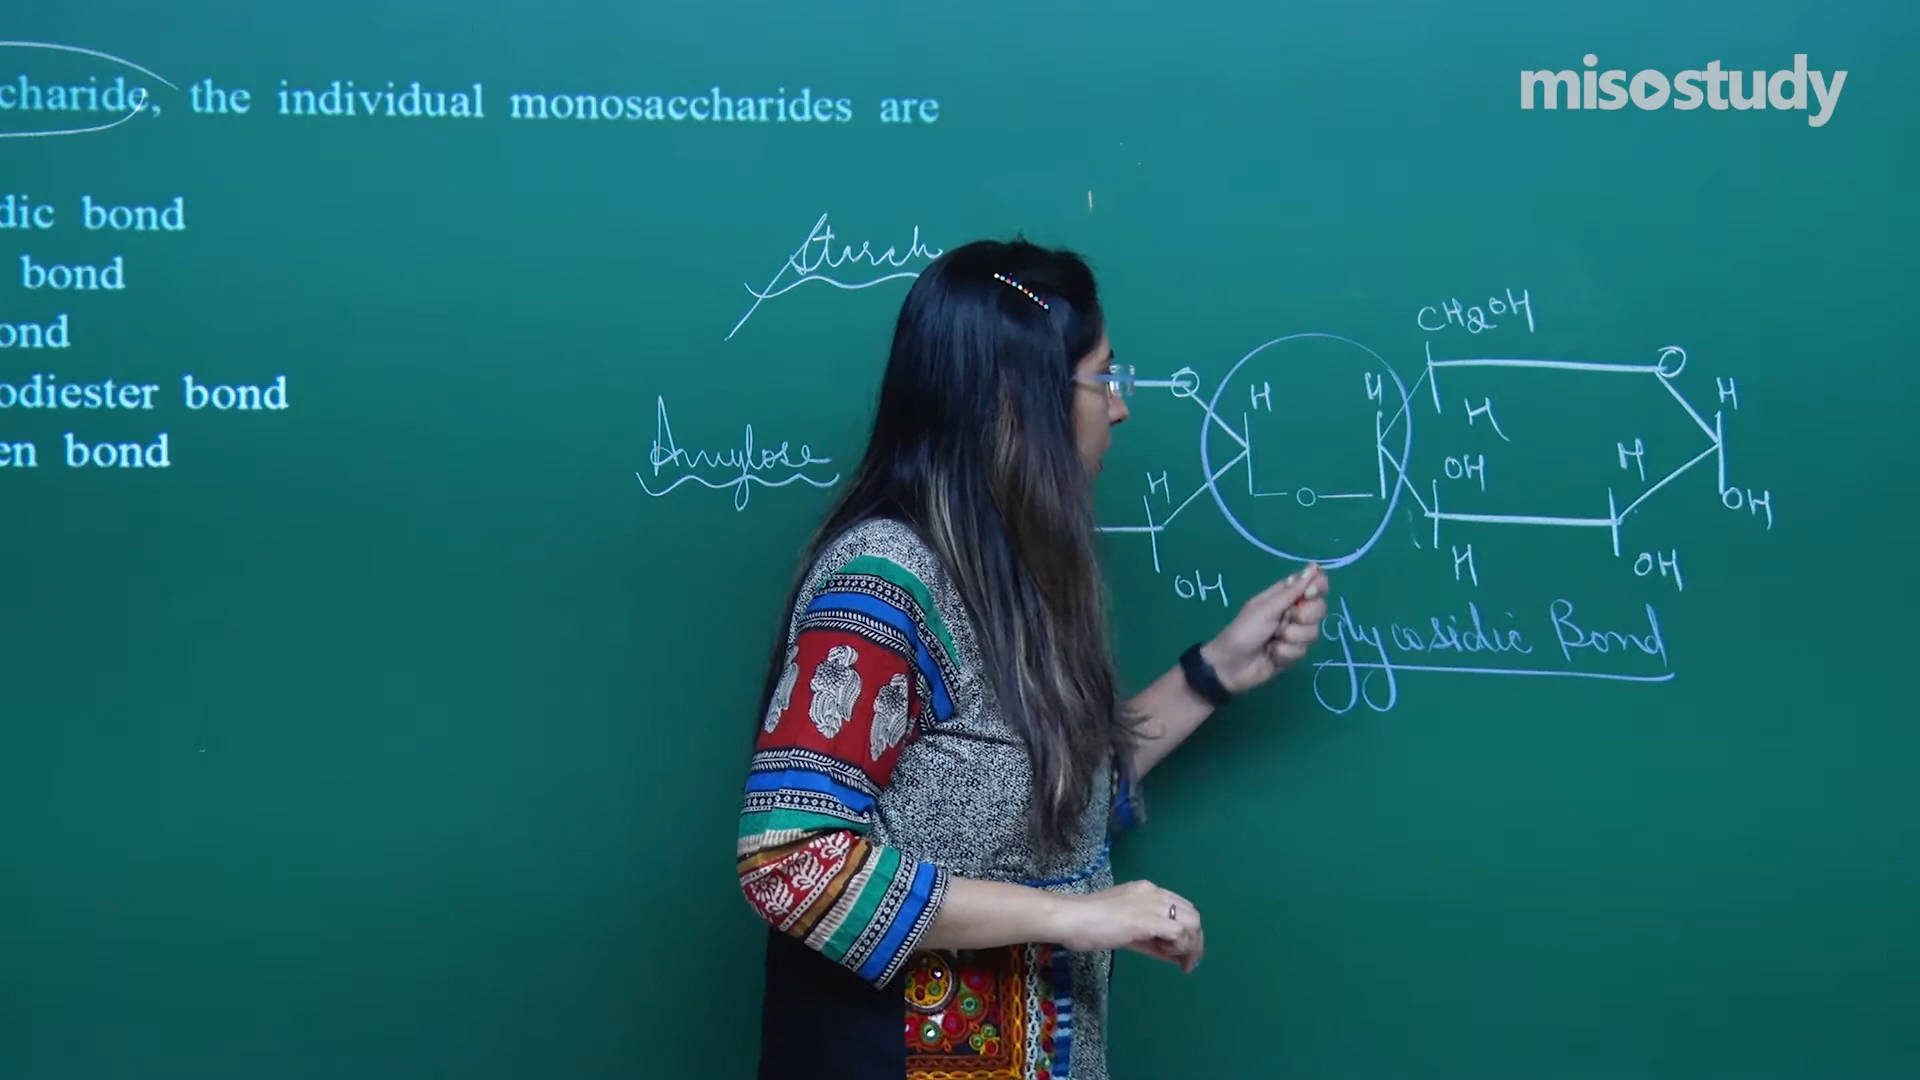 misostudy
charide, the individual monosaccharides are
dic bond
bond
ond
odiester bond
en bond
Starch
Amylose
CH2OH
O
H
H
O
H
H
OH
H
H
O
OH
H
OH
OH
glycosidic Bond